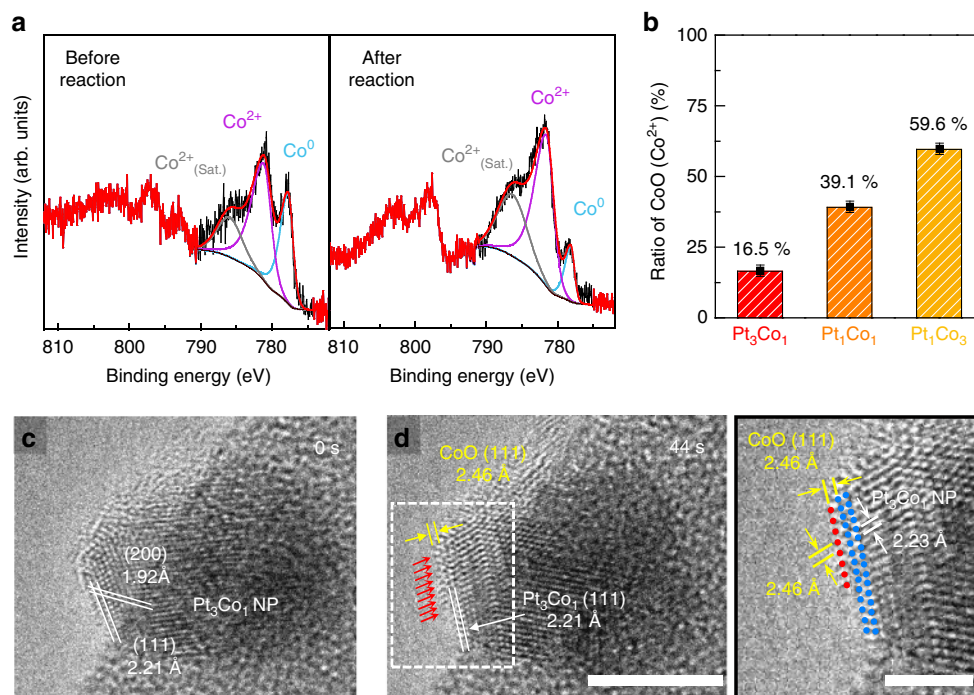 a
Before
reaction
Co²⁺
Co²⁺(Sat.)
Co⁰
After
reaction
Co²⁺
Co²⁺(Sat.)
Co⁰
Intensity (arb. units)
810 800 790 780
810 800 790 780
Binding energy (eV)
Binding energy (eV)
b
Ratio of CoO (Co²⁺) (%)
100
75
50
25
0
16.5 %
39.1 %
59.6 %
Pt₃Co₁
Pt₁Co₁
Pt₁Co₃
c
0 s
(200)
1.92Å
Pt₃Co₁ NP
(111)
2.21 Å
d
44 s
CoO (111)
2.46 Å
Pt₃Co₁ (111)
2.21 Å
CoO (111)
2.46 Å
Pt₃Co₁ NP
2.23 Å
2.46 Å